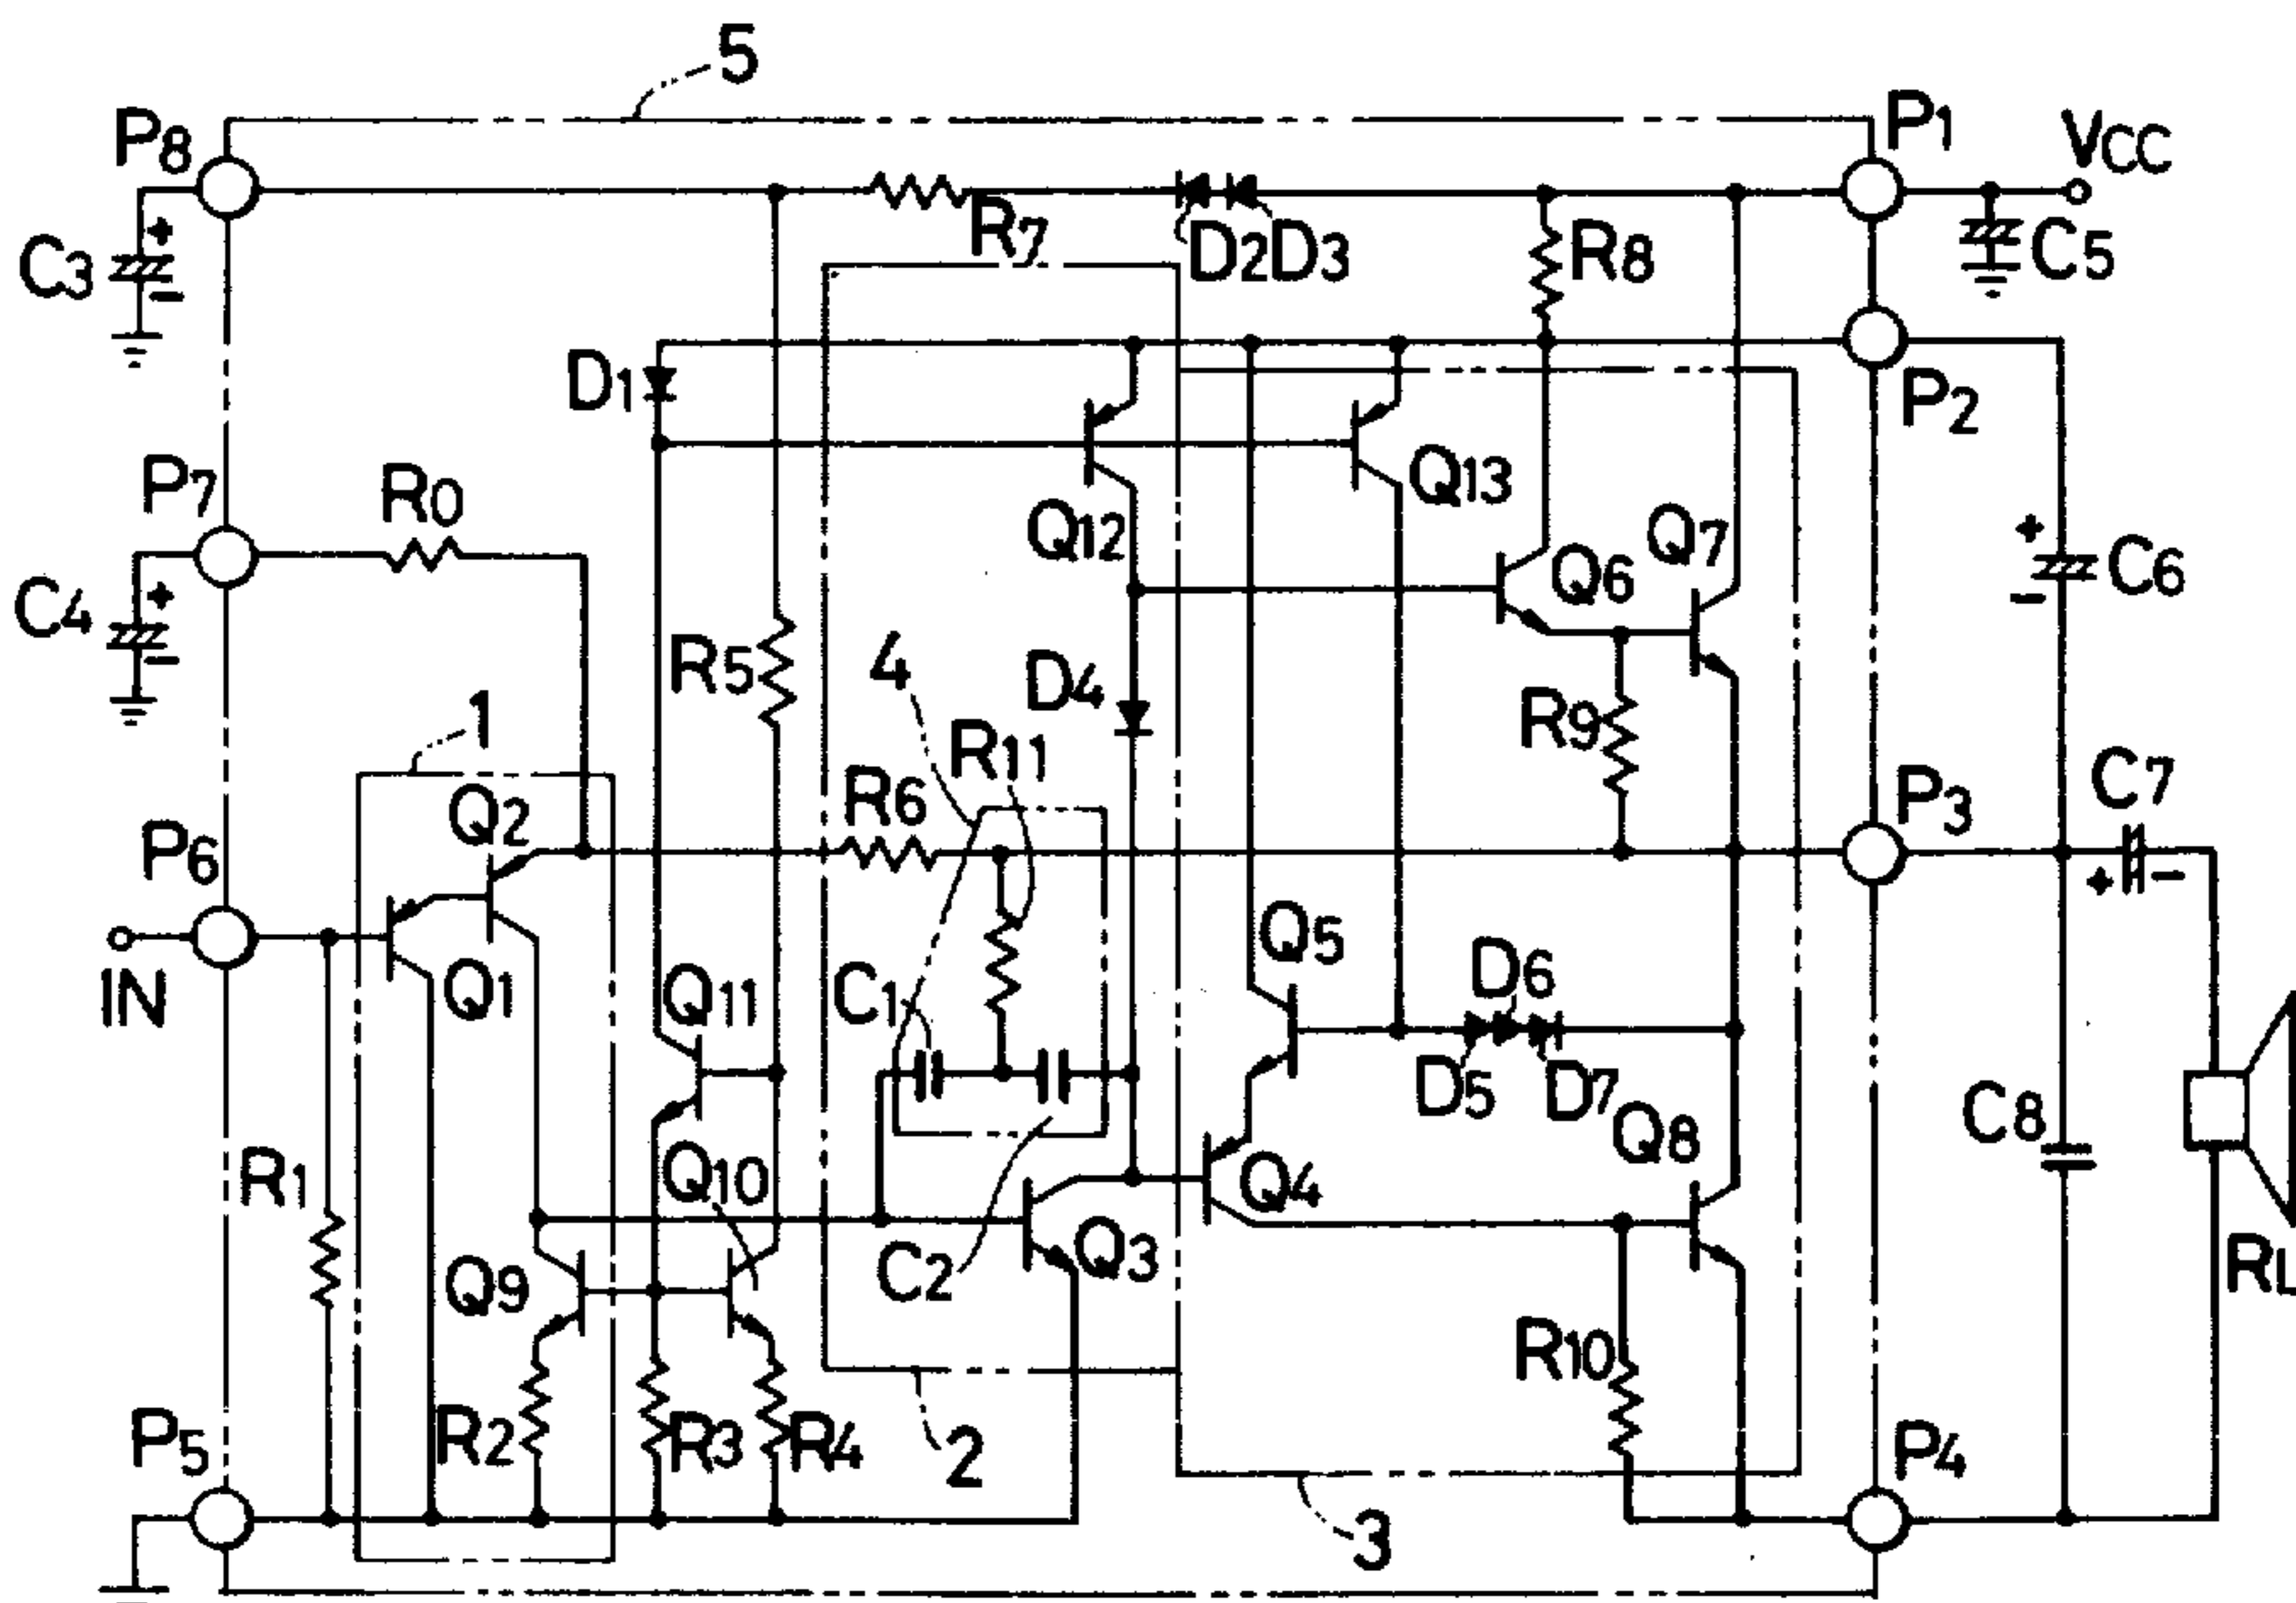 5
P8
P1
VCC
C3
+
−
R7
D2 D3
R8
C5
D1
P2
P7
R0
Q12
Q13
Q6
Q7
+
−
C6
C4
+
−
R5
4
D4
R9
1
R11
Q2
R6
P3
C7
+
−
P6
IN
Q1
Q11
C1
Q5
D6
D5
D7
Q8
C8
R1
Q10
Q4
Q9
C2
Q3
RL
R10
P5
R2
R3
R4
2
P4
3